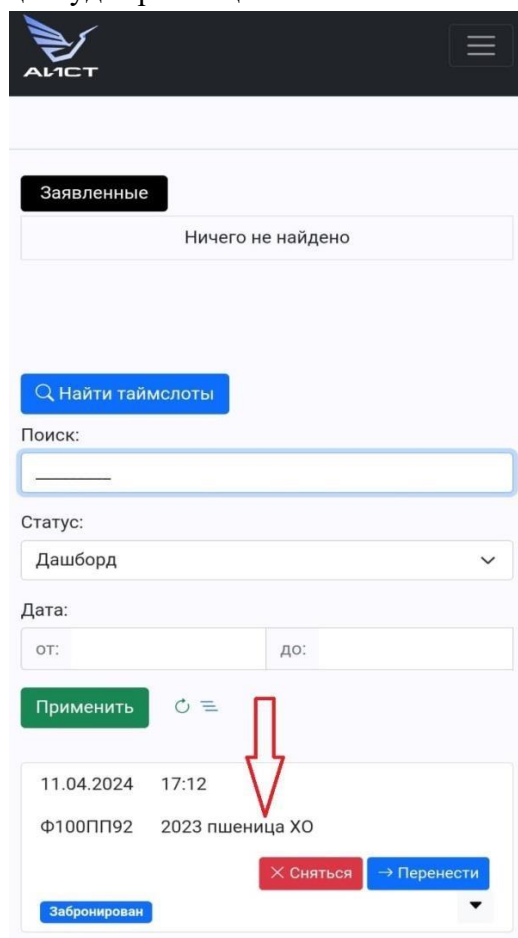 АИСТ
Заявленные
Ничего не найдено
Найти таймслоты
Поиск:
________
Статус:
Дашборд
Дата:
от: до:
Применить
11.04.2024 17:12
Ф100ПП92 2023 пшеница ХО
Сняться → Перенести
Забронирован